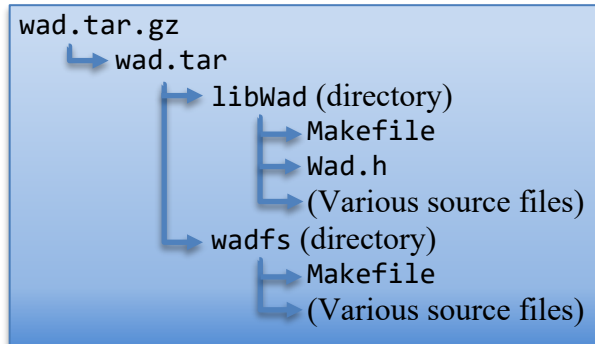 wad.tar.gz
wad.tar
libWad (directory)
Makefile
Wad.h
(Various source files)
wadfs (directory)
Makefile
(Various source files)